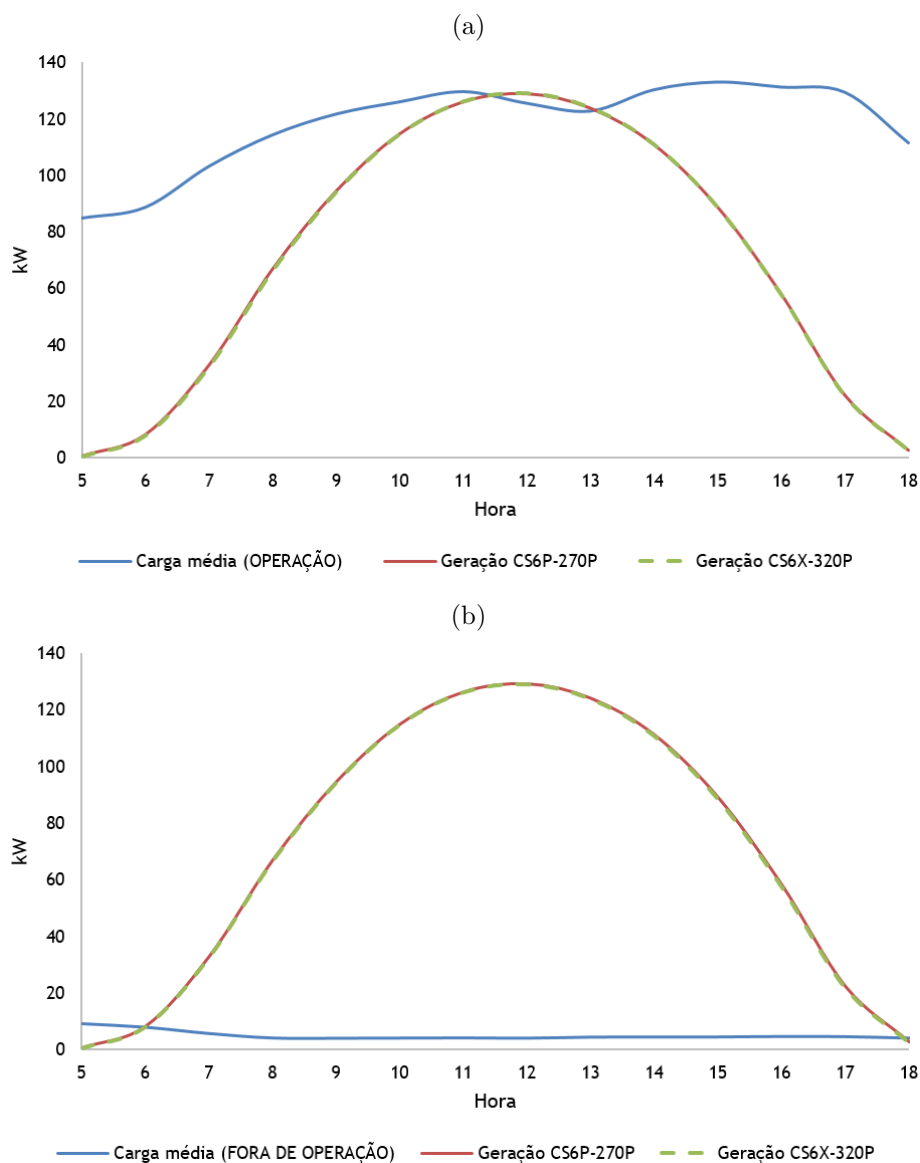 (a)
140
120
100
80
60
40
20
0
kW
5 6 7 8 9 10 11 12 13 14 15 16 17 18
Hora
Carga média (OPERAÇÃO) Geração CS6P-270P Geração CS6X-320P
(b)
140
120
100
80
60
40
20
0
kW
5 6 7 8 9 10 11 12 13 14 15 16 17 18
Hora
Carga média (FORA DE OPERAÇÃO) Geração CS6P-270P Geração CS6X-320P